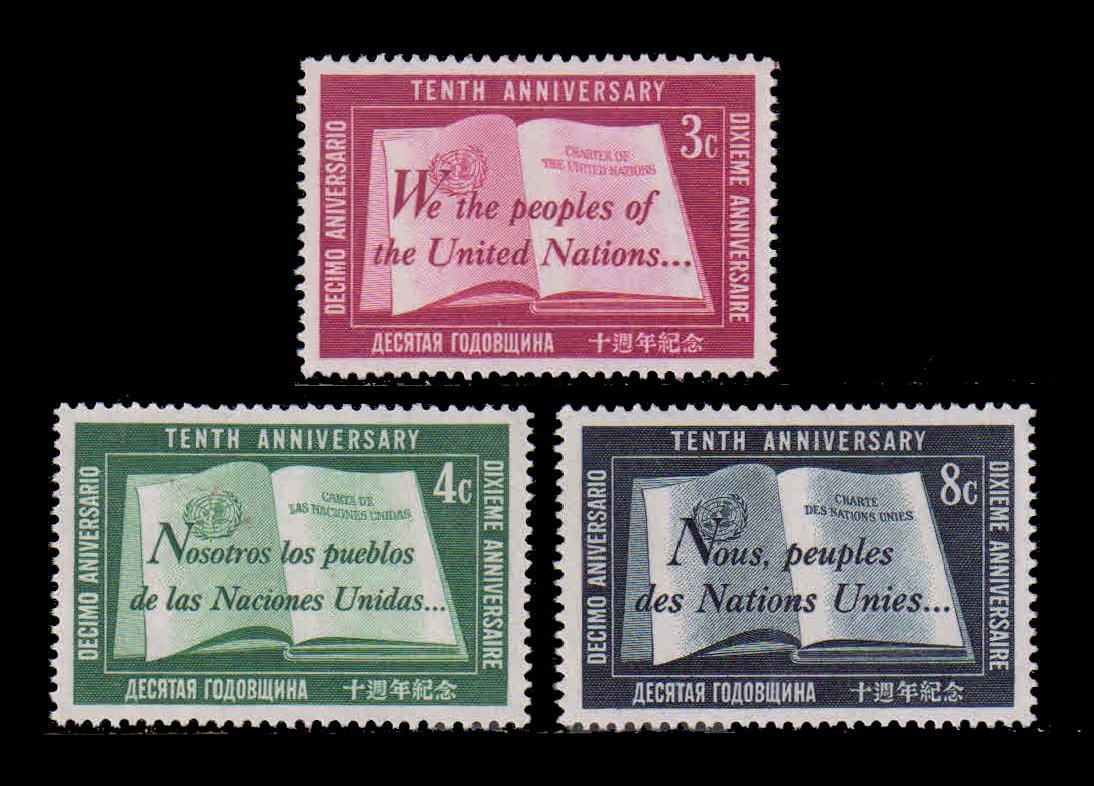 TENTH ANNIVERSARY
DECIMO ANIVERSARIO
DIXIEME ANNIVERSAIRE
3c
CHARTER OF
THE UNITED NATIONS
We the peoples of
the United Nations...
ДЕСЯТАЯ ГОДОВЩИНА 十週年紀念
TENTH ANNIVERSARY
DECIMO ANIVERSARIO
DIXIEME ANNIVERSAIRE
4c
CARTA DE
LAS NACIONES UNIDAS
Nosotros los pueblos
de las Naciones Unidas...
ДЕСЯТАЯ ГОДОВЩИНА 十週年紀念
TENTH ANNIVERSARY
DECIMO ANIVERSARIO
DIXIEME ANNIVERSAIRE
8c
CHARTE
DES NATIONS UNIES
Nous, peuples
des Nations Unies...
ДЕСЯТАЯ ГОДОВЩИНА 十週年紀念